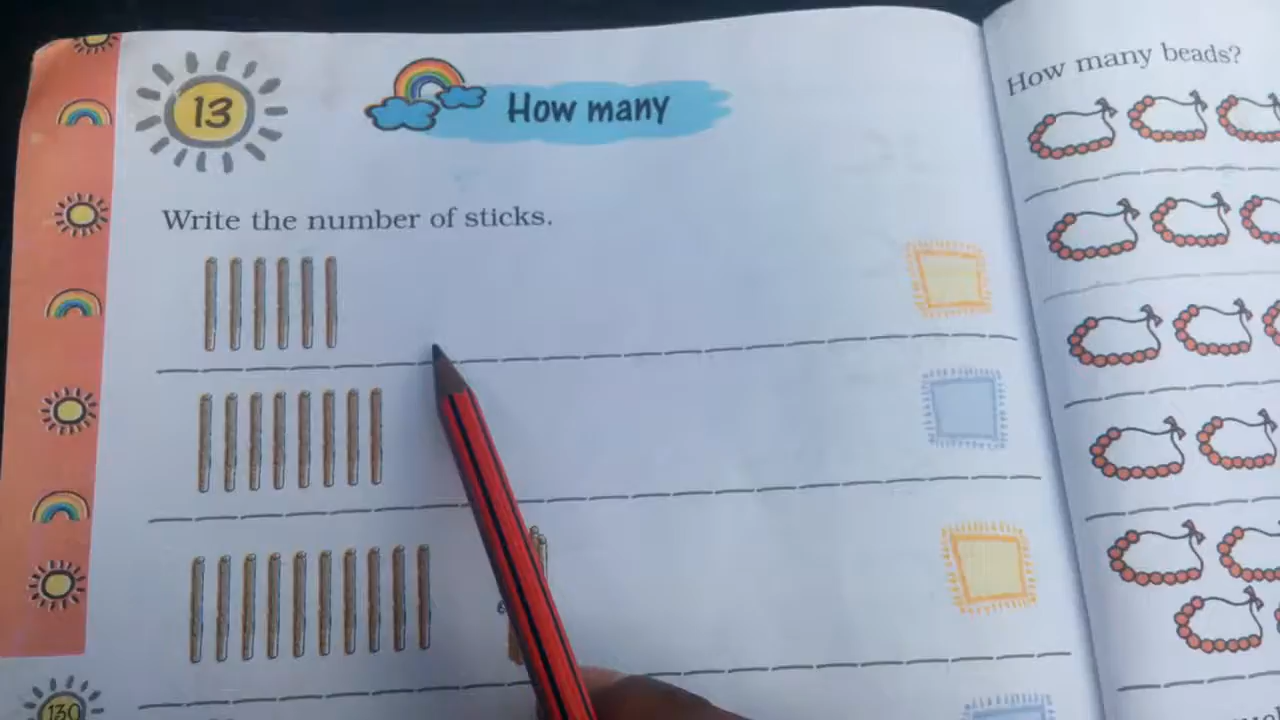 13
How many
Write the number of sticks.
130
How many beads?